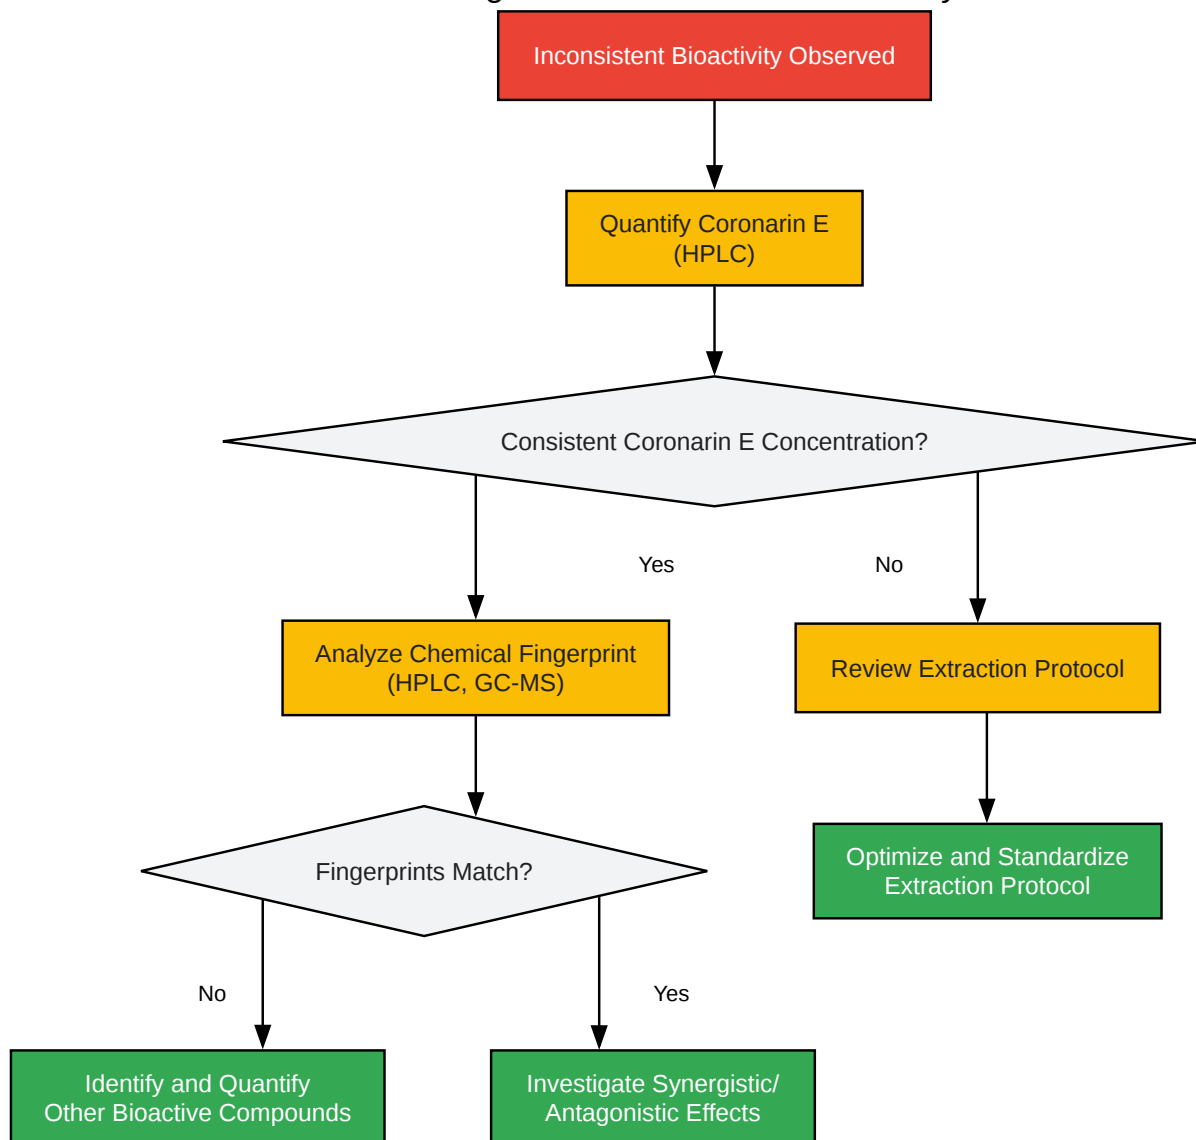 Inconsistent Bioactivity Observed
Quantify Coronarin E
(HPLC)
Consistent Coronarin E Concentration?
Yes
No
Analyze Chemical Fingerprint
(HPLC, GC-MS)
Review Extraction Protocol
Optimize and Standardize
Extraction Protocol
Fingerprints Match?
No
Yes
Identify and Quantify
Other Bioactive Compounds
Investigate Synergistic/
Antagonistic Effects